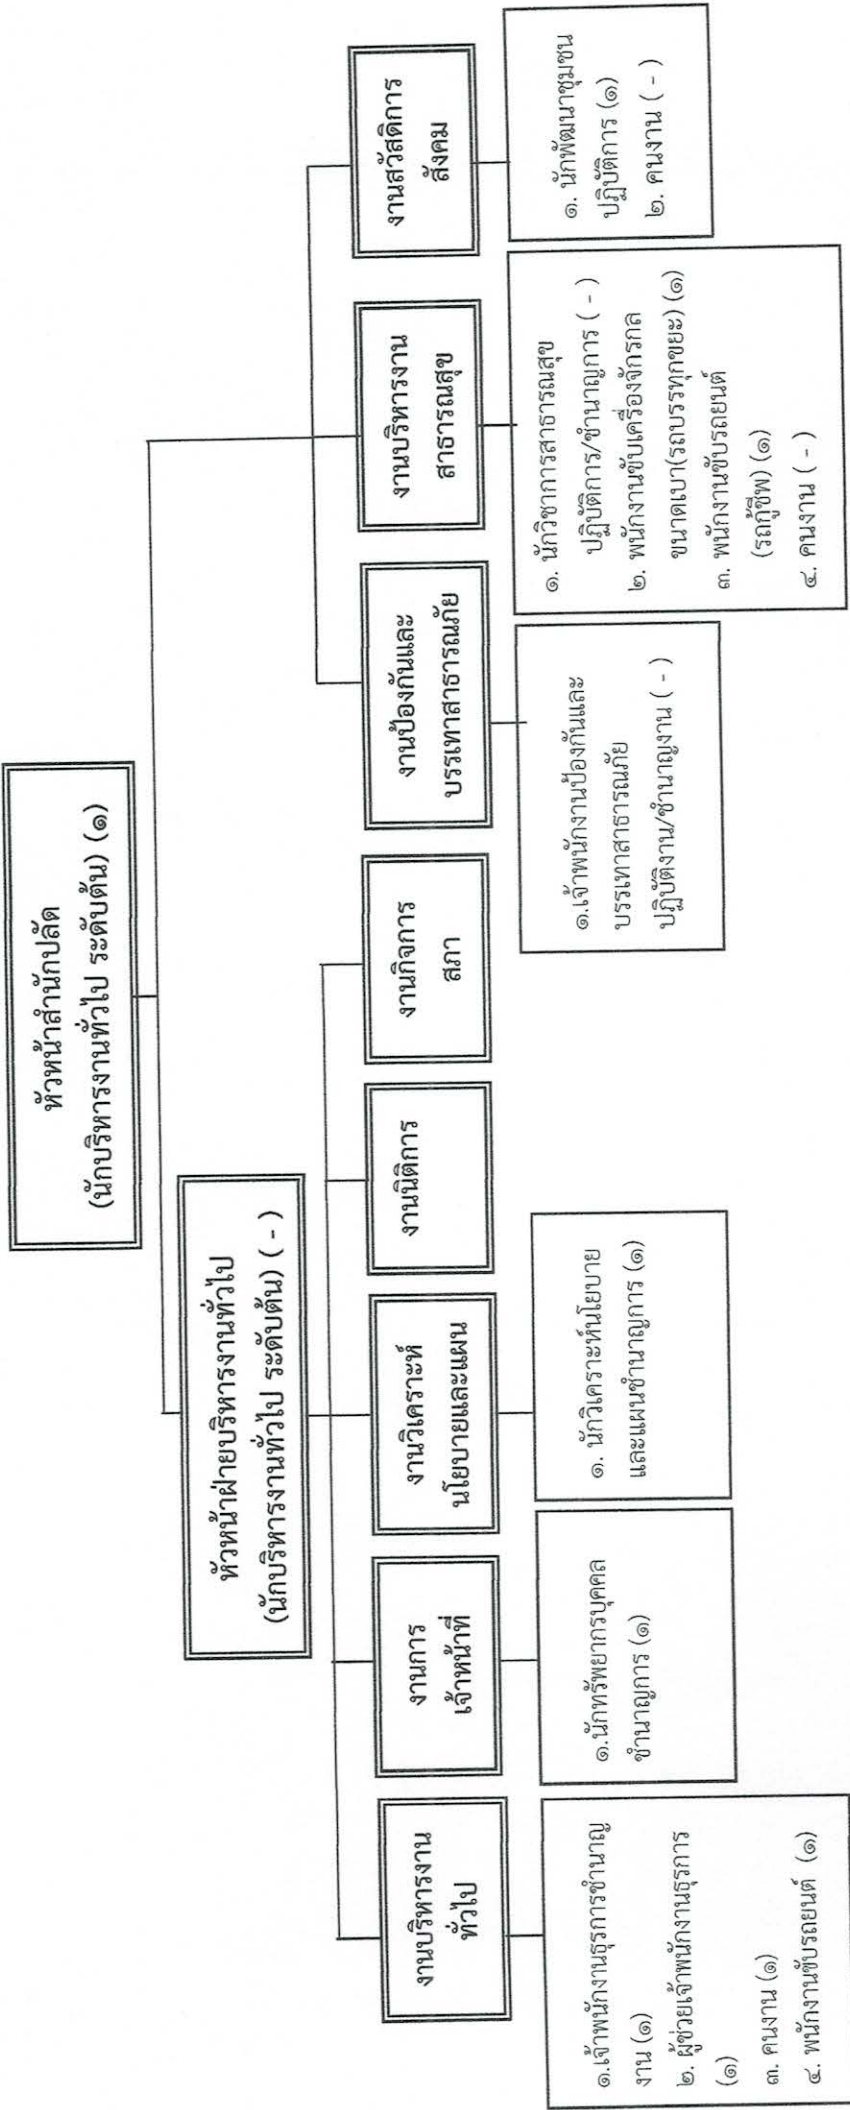 หัวหน้าสำนักปลัด
(นักบริหารงานทั่วไป ระดับต้น) (๑)
หัวหน้าฝ่ายบริหารงานทั่วไป
(นักบริหารงานทั่วไป ระดับต้น) ( - )
งานบริหารงาน
ทั่วไป
งานการ
เจ้าหน้าที่
งานวิเคราะห์
นโยบายและแผน
งานนิติการ
งานกิจการ
สภา
งานป้องกันและ
บรรเทาสาธารณภัย
งานบริหารงาน
สาธารณสุข
งานสวัสดิการ
สังคม
๑.เจ้าพนักงานธุรการชำนาญ
งาน (๑)
๒. ผู้ช่วยเจ้าพนักงานธุรการ
(๑)
๓. คนงาน (๑)
๔. พนักงานขับรถยนต์ (๑)
๑.นักทรัพยากรบุคคล
ชำนาญการ (๑)
๑. นักวิเคราะห์นโยบาย
และแผนชำนาญการ (๑)
๑.เจ้าพนักงานป้องกันและ
บรรเทาสาธารณภัย
ปฏิบัติงาน/ชำนาญงาน ( - )
๑. นักวิชาการสาธารณสุข
ปฏิบัติการ/ชำนาญการ ( - )
๒. พนักงานขับเครื่องจักรกล
ขนาดเบา(รถบรรทุกขยะ) (๑)
๓. พนักงานขับรถยนต์
(รถกู้ชีพ) (๑)
๔. คนงาน ( - )
๑. นักพัฒนาชุมชน
ปฏิบัติการ (๑)
๒. คนงาน ( - )